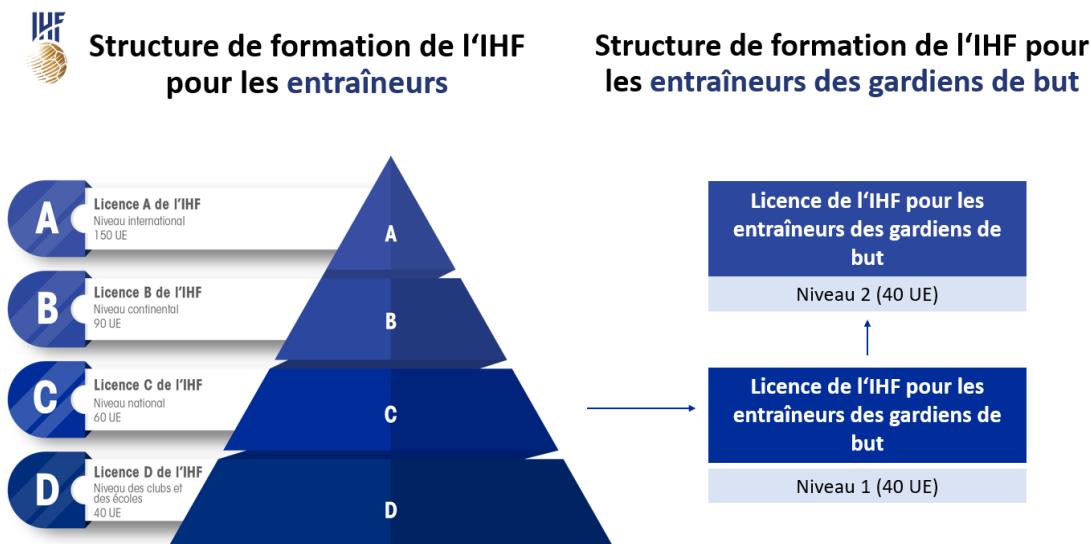 IHF
Structure de formation de l‘IHF
pour les entraîneurs
A
Licence A de l’IHF
Niveau international
150 UE
B
Licence B de l’IHF
Niveau continental
90 UE
C
Licence C de l’IHF
Niveau national
60 UE
D
Licence D de l’IHF
Niveau des clubs et
des écoles
40 UE
A
B
C
D
Structure de formation de l‘IHF pour
les entraîneurs des gardiens de but
Licence de l‘IHF pour les
entraîneurs des gardiens de
but
Niveau 2 (40 UE)
Licence de l‘IHF pour les
entraîneurs des gardiens de
but
Niveau 1 (40 UE)